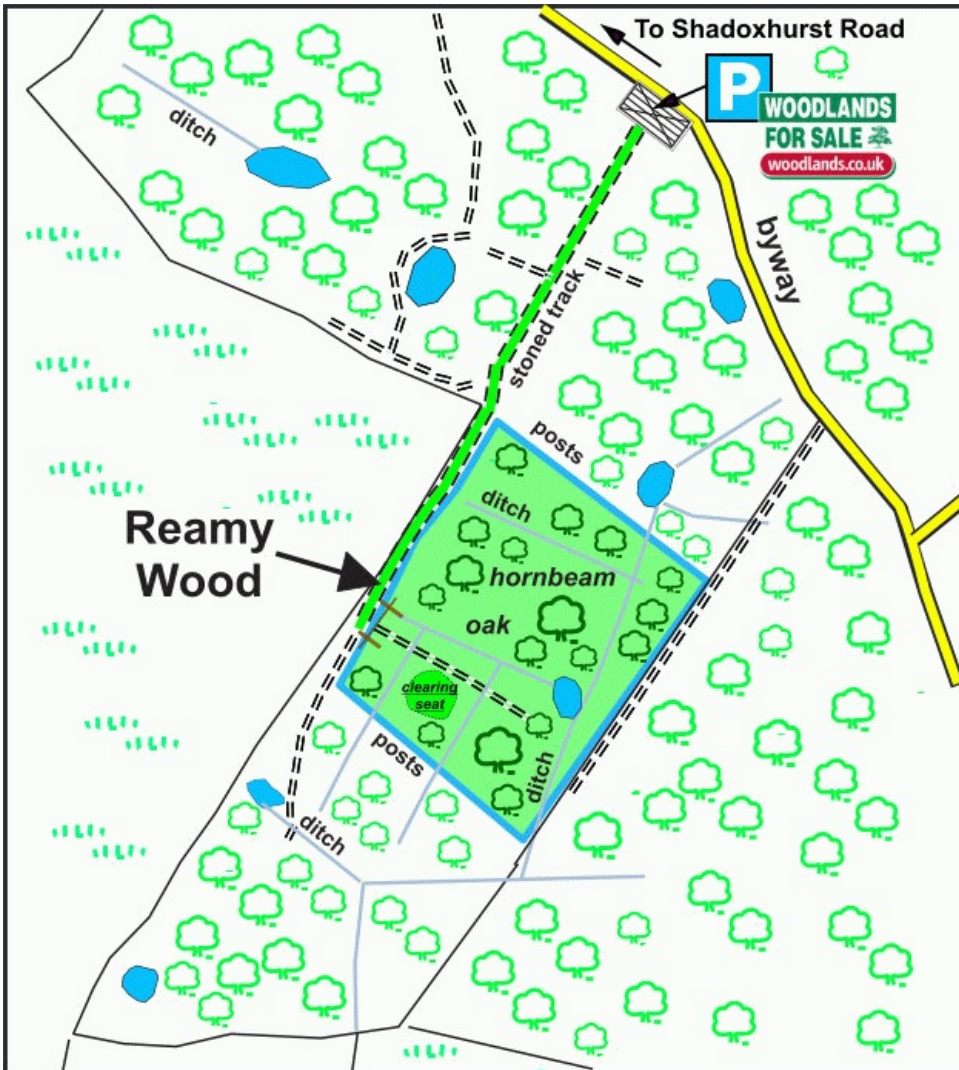 To Shadoxhurst Road
P
WOODLANDS
FOR SALE
woodlands.co.uk
ditch
byway
stoned track
posts
ditch
Reamy
Wood
hornbeam
oak
clearing
seat
posts
ditch
ditch